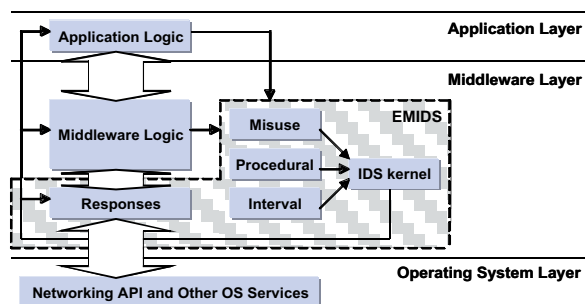 Application Layer
Application Logic
Middleware Layer
EMIDS
Misuse
Middleware Logic
Procedural
IDS kernel
Responses
Interval
Operating System Layer
Networking API and Other OS Services